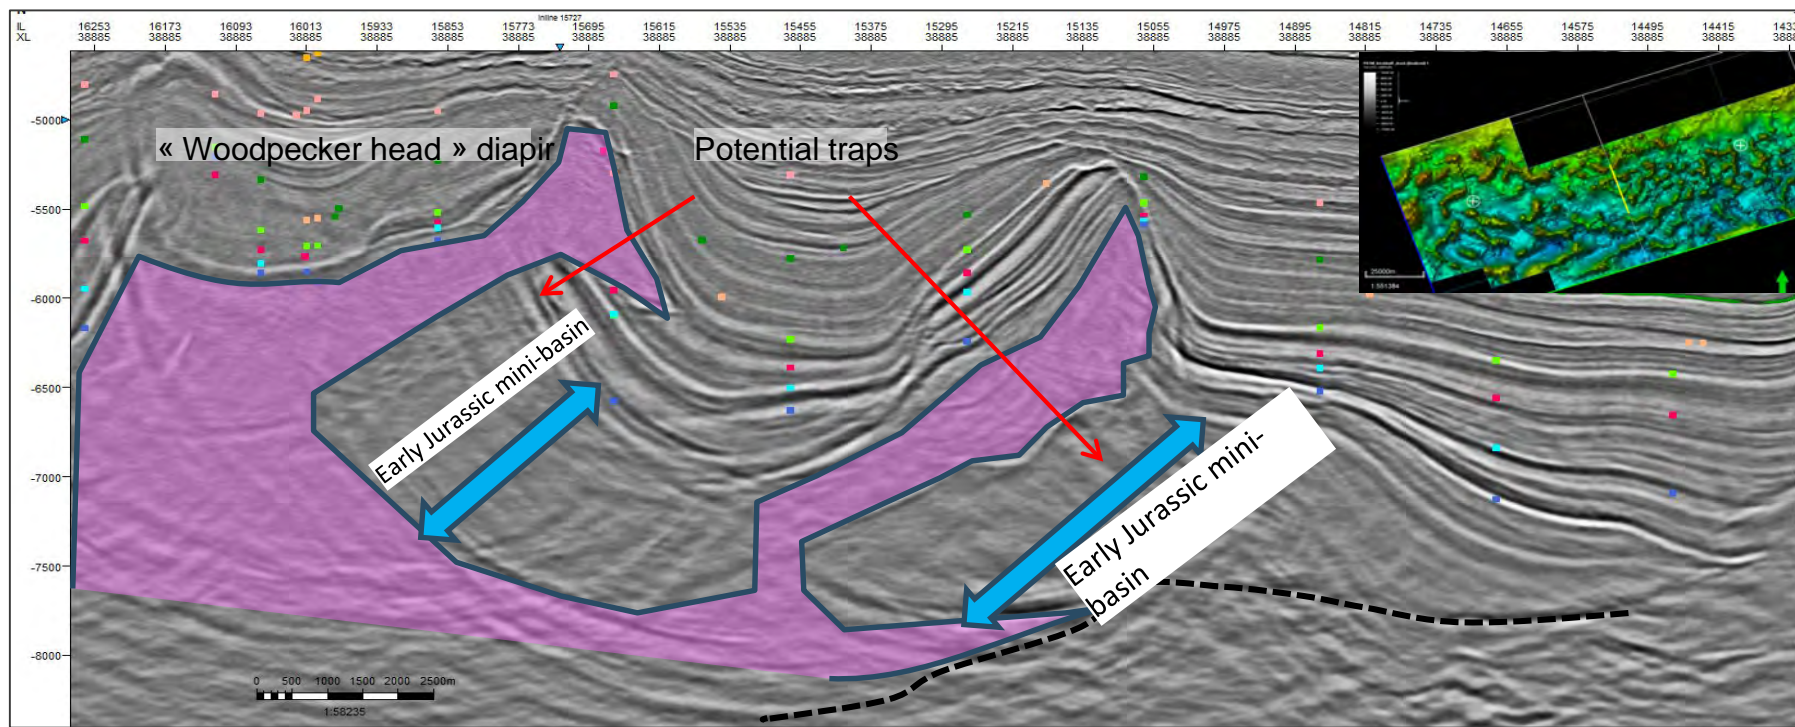 Inline 15727
IL 16253 16173 16093 16013 15933 15853 15773 15695 15615 15535 15455 15375 15295 15215 15135 15055 14975 14895 14815 14735 14655 14575 14495 14415
XL 38885 38885 38885 38885 38885 38885 38885 38885 38885 38885 38885 38885 38885 38885 38885 38885 38885 38885 38885 38885 38885 38885 38885 38885
-5000
« Woodpecker head » diapir
Potential traps
-5500
25000m
1:551384
-6000
Early Jurassic mini-basin
-6500
Early Jurassic mini-
basin
-7000
-7500
-8000
0 500 1000 1500 2000 2500m
1:58235